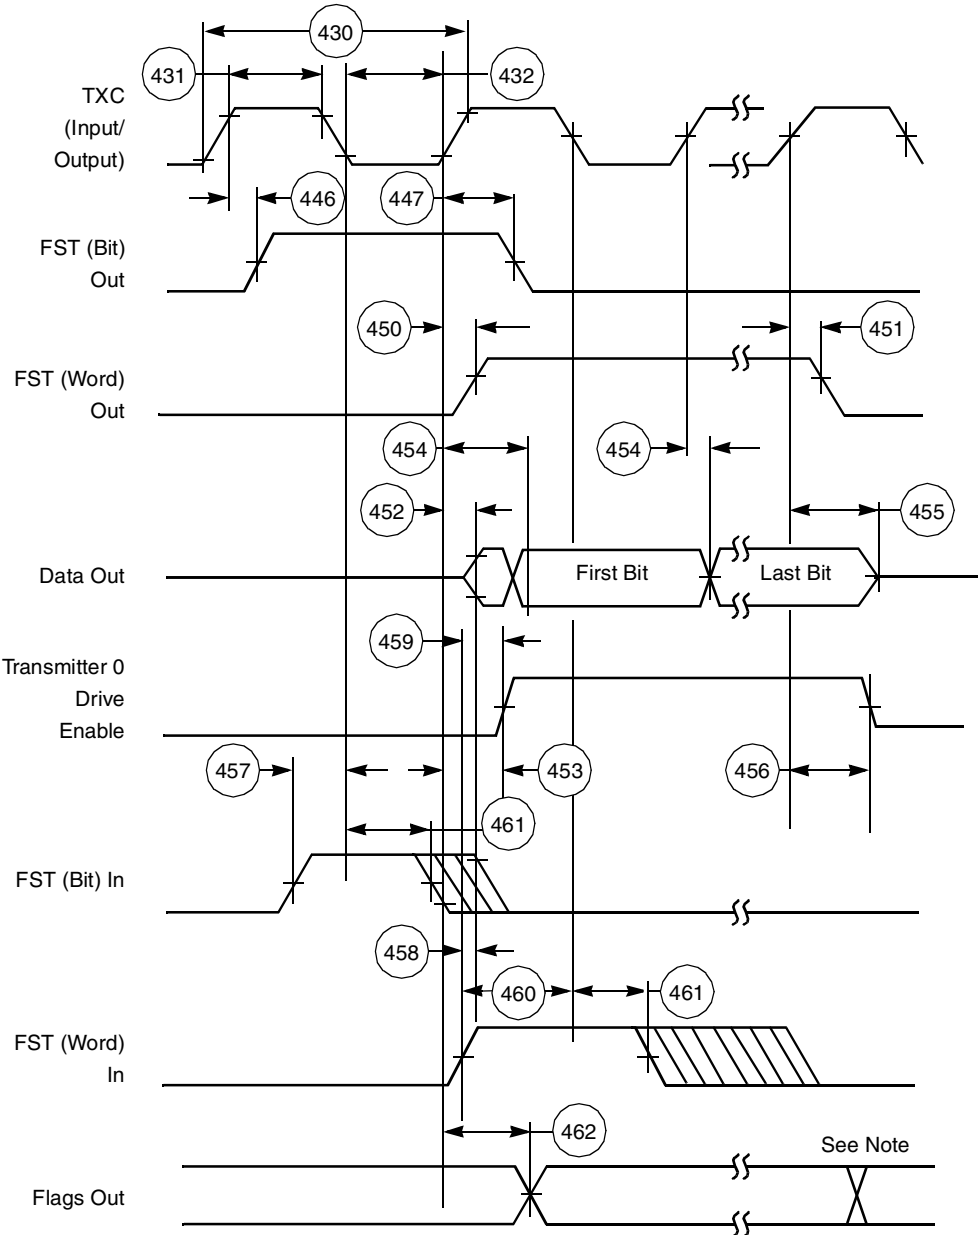 430
431
432
TXC
(Input/
Output)
446
447
FST (Bit)
Out
450
451
FST (Word)
Out
454
454
452
455
Data Out
First Bit
Last Bit
459
Transmitter 0
Drive
Enable
457
453
456
461
FST (Bit) In
458
460
461
FST (Word)
In
462
See Note
Flags Out